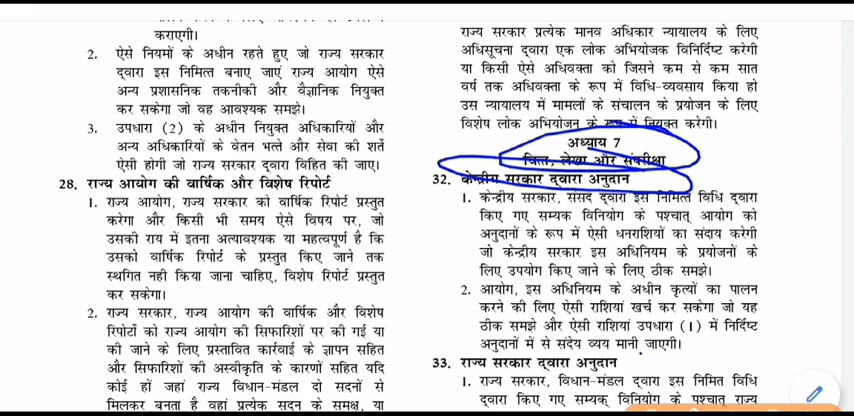 कराएगी।
2. ऐसे नियमों के अधीन रहते हुए जो राज्य सरकार
द्वारा इस निमित्त बनाए जाएं राज्य आयोग ऐसे
अन्य प्रशासनिक तकनीकी और वैज्ञानिक नियुक्त
कर सकेगा जो वह आवश्यक समझे।
3. उपधारा (2) के अधीन नियुक्त अधिकारियों और
अन्य अधिकारियों के वेतन भत्ते और सेवा की शर्तें
ऐसी होगी जो राज्य सरकार द्वारा विहित की जाए।
28. राज्य आयोग की वार्षिक और विशेष रिपोर्ट
1. राज्य आयोग, राज्य सरकार को वार्षिक रिपोर्ट प्रस्तुत
करेगा और किसी भी समय ऐसे विषय पर, जो
उसकी राय में इतना अत्यावश्यक या महत्वपूर्ण है कि
उसको वार्षिक रिपोर्ट के प्रस्तुत किए जाने तक
स्थगित नही किया जाना चाहिए, विशेष रिपोर्ट प्रस्तुत
कर सकेगा।
2. राज्य सरकार, राज्य आयोग की वार्षिक और विशेष
रिपोर्टों को राज्य आयोग की सिफारिशों पर की गई या
की जाने के लिए प्रस्तावित कार्रवाई के ज्ञापन सहित
और सिफारिशों की अस्वीकृति के कारणों सहित यदि
कोई हों जहां राज्य विधान-मंडल दो सदनों से
मिलकर बनता है वहां प्रत्येक सदन के समक्ष, या
राज्य सरकार प्रत्येक मानव अधिकार न्यायालय के लिए
अधिसूचना द्वारा एक लोक अभियोजक विनिर्दिष्ट करेगी
या किसी ऐसे अधिवक्ता को जिसने कम से कम सात
वर्ष तक अधिवक्ता के रूप में विधि-व्यवसाय किया हो
उस न्यायालय में मामलों के संचालन के प्रयोजन के लिए
विशेष लोक अभियोजन के रूप में नियुक्त करेगी।
अध्याय 7
वित्त, लेखा और संपरीक्षा
32. केन्द्रीय सरकार द्वारा अनुदान
1. केन्द्रीय सरकार, संसद द्वारा इस निमित्त विधि द्वारा
किए गए सम्यक विनियोग के पश्चात् आयोग को
अनुदानों के रूप में ऐसी धनराशियों का संदाय करेगी
जो केन्द्रीय सरकार इस अधिनियम के प्रयोजनों के
लिए उपयोग किए जाने के लिए ठीक समझे।
2. आयोग, इस अधिनियम के अधीन कृत्यों का पालन
करने की लिए ऐसी राशियां खर्च कर सकेगा जो यह
ठीक समझे और ऐसी राशियां उपधारा (1) में निर्दिष्ट
अनुदानों में से संदेय व्यय मानी जाएगी।
33. राज्य सरकार द्वारा अनुदान
1. राज्य सरकार, विधान-मंडल द्वारा इस निमित विधि
द्वारा किए गए सम्यक् विनियोग के पश्चात् राज्य